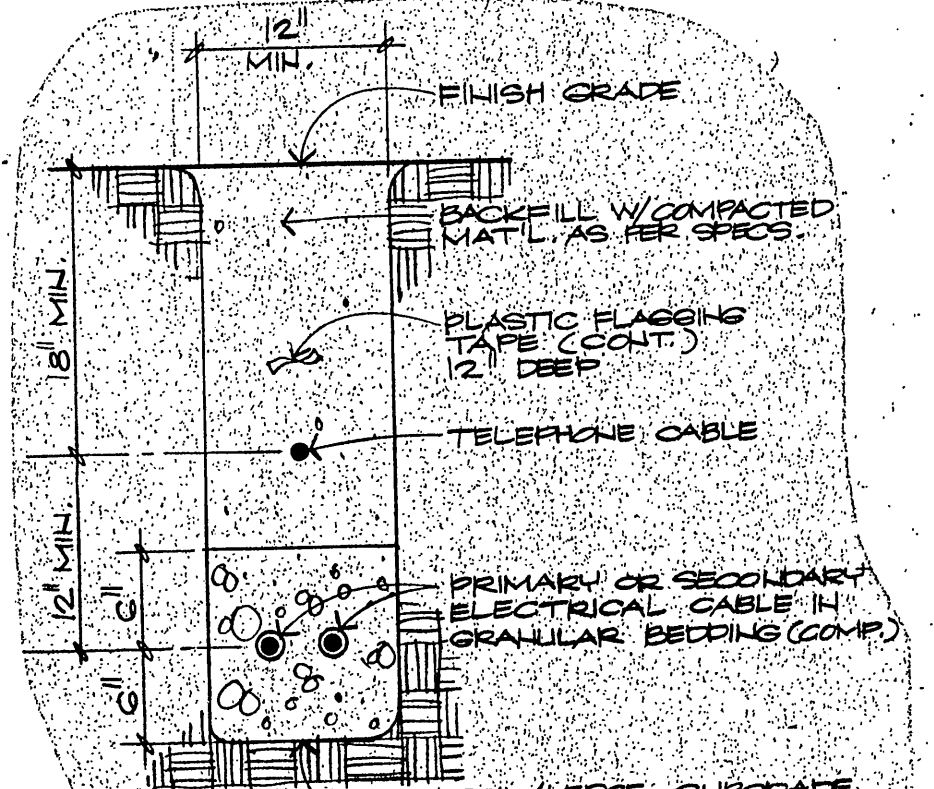 12"
MIN.
FINISH GRADE
BACKFILL W/COMPACTED
MAT'L. AS PER SPECS.
18" MIN.
PLASTIC FLAGGING
TAPE (CONT.)
12" DEEP
TELEPHONE CABLE
12" MIN
6"
PRIMARY OR SECONDARY
ELECTRICAL CABLE IN
GRANULAR BEDDING (COMP.)
6"
SUBGRADE